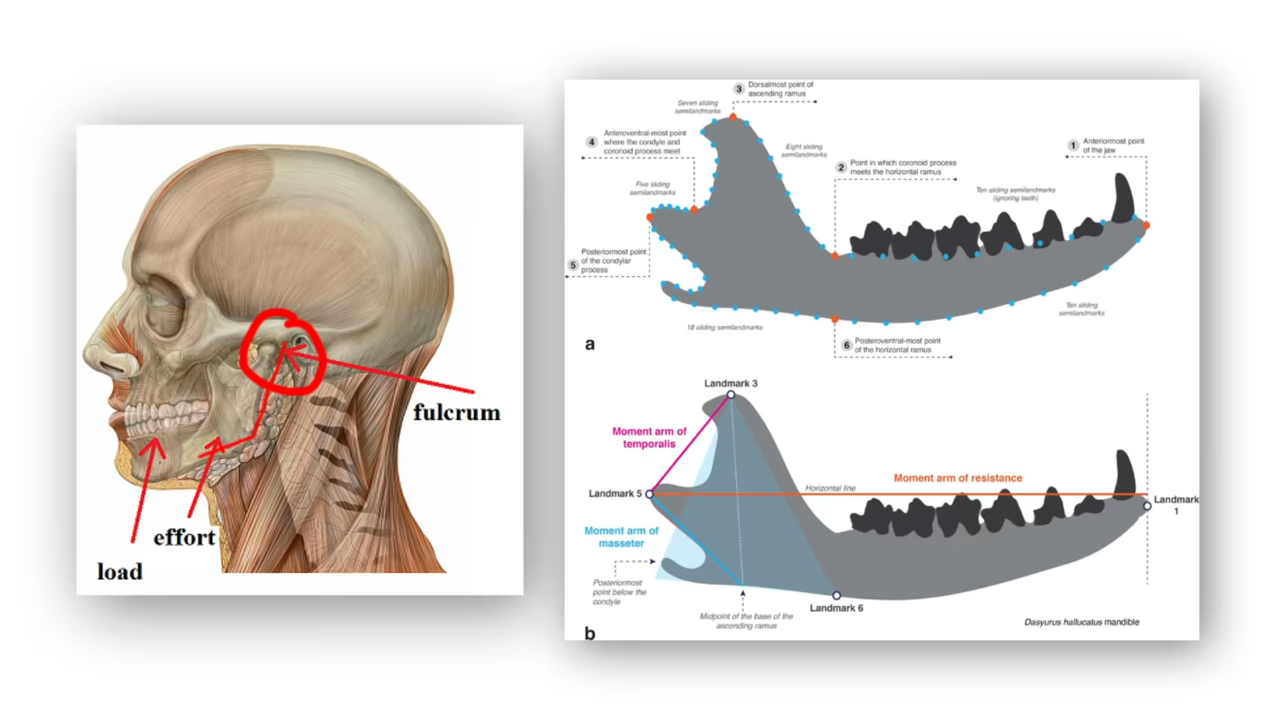 fulcrum
effort
load
3
Dorsalmost point of
ascending ramus
Seven sliding
semilandmarks
4
Anteroventral-most point
where the condyle and
coronoid process meet
Eight sliding
semilandmarks
1
Anteriormost point
of the jaw
2
Point in which coronoid process
meets the horizontal ramus
Five sliding
semilandmarks
Ten sliding semilandmarks
(ignoring teeth)
5
Posteriormost point
of the condylar
process
18 sliding semilandmarks
Ten sliding
semilandmarks
6
Posteroventral-most point
of the horizontal ramus
a
Landmark 3
Moment arm of
temporalis
Moment arm of resistance
Landmark 5
Horizontal line
Landmark
1
Moment arm of
masseter
Posteriormost
point below the
condyle
Landmark 6
Midpoint of the base of the
ascending ramus
Dasyurus hallucatus mandible
b